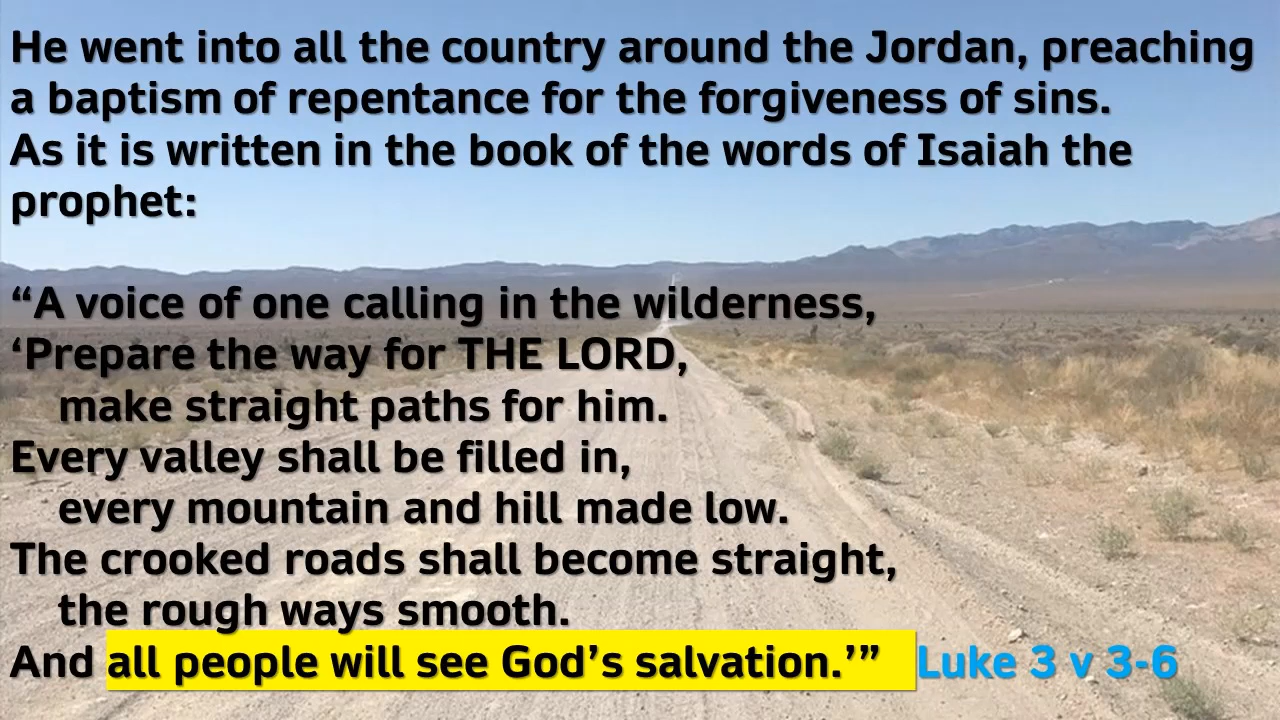 He went into all the country around the Jordan, preaching
a baptism of repentance for the forgiveness of sins.
As it is written in the book of the words of Isaiah the
prophet:
“A voice of one calling in the wilderness,
‘Prepare the way for THE LORD,
make straight paths for him.
Every valley shall be filled in,
every mountain and hill made low.
The crooked roads shall become straight,
the rough ways smooth.
And all people will see God’s salvation.’” Luke 3 v 3-6